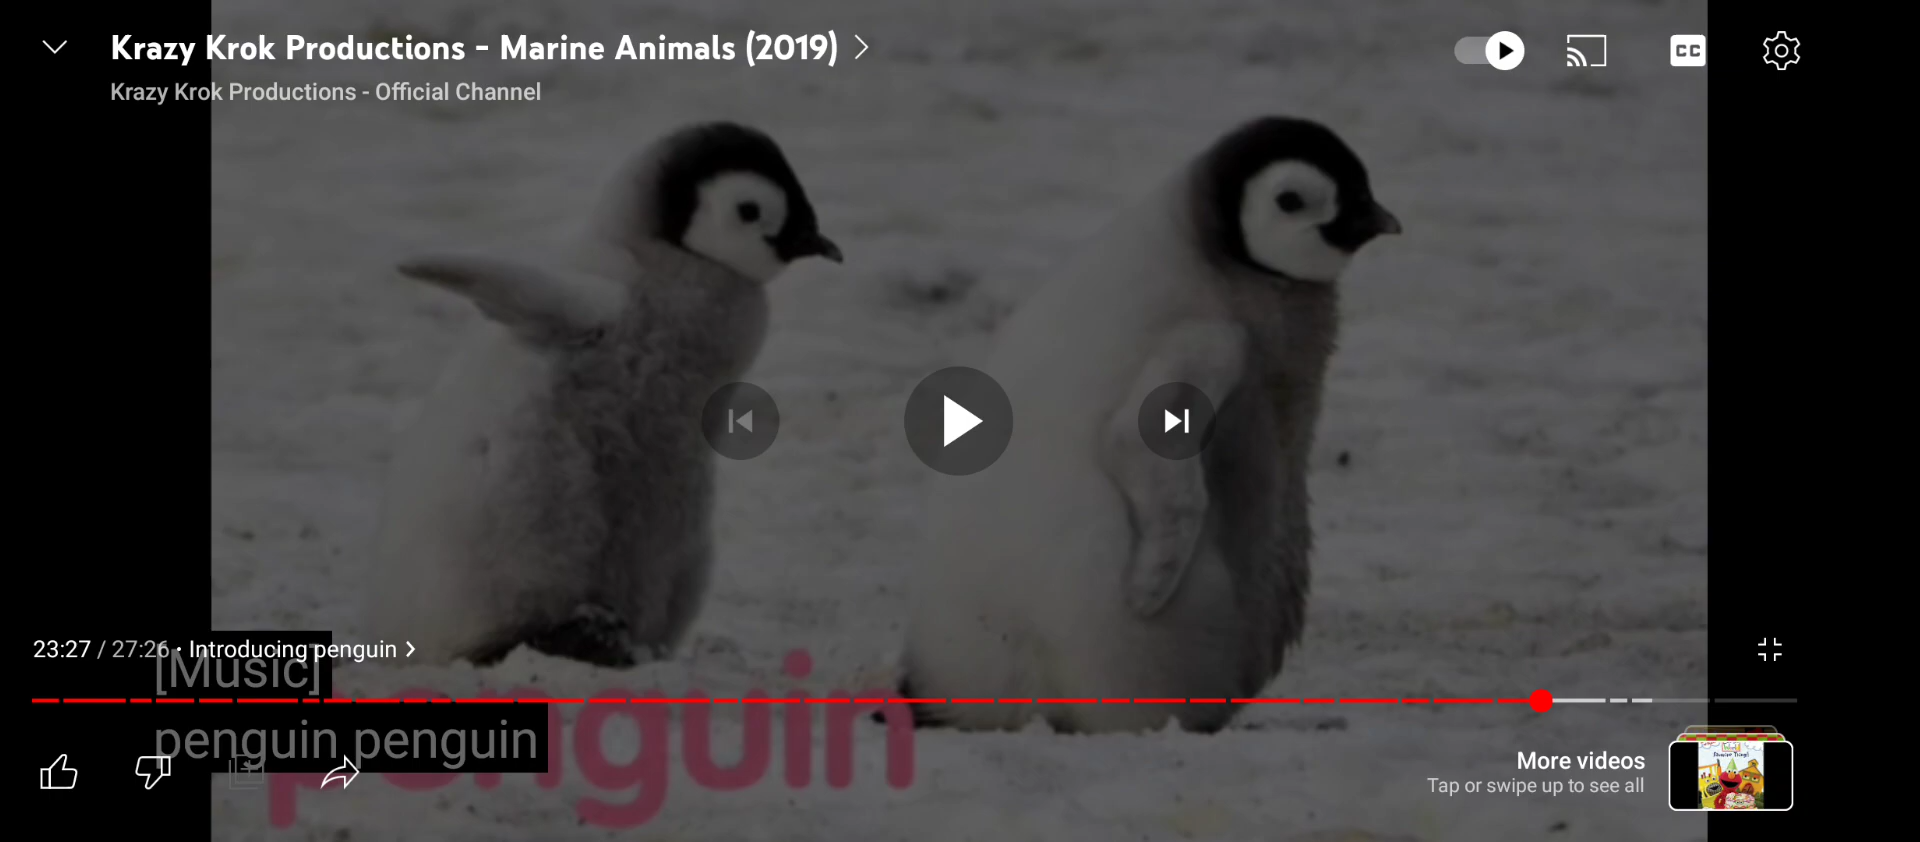 Krazy Krok Productions - Marine Animals (2019)
Krazy Krok Productions - Official Channel
CC
23:27 / 27:26 • Introducing penguin
[Music]
penguin penguin
penguin
More videos
Tap or swipe up to see all